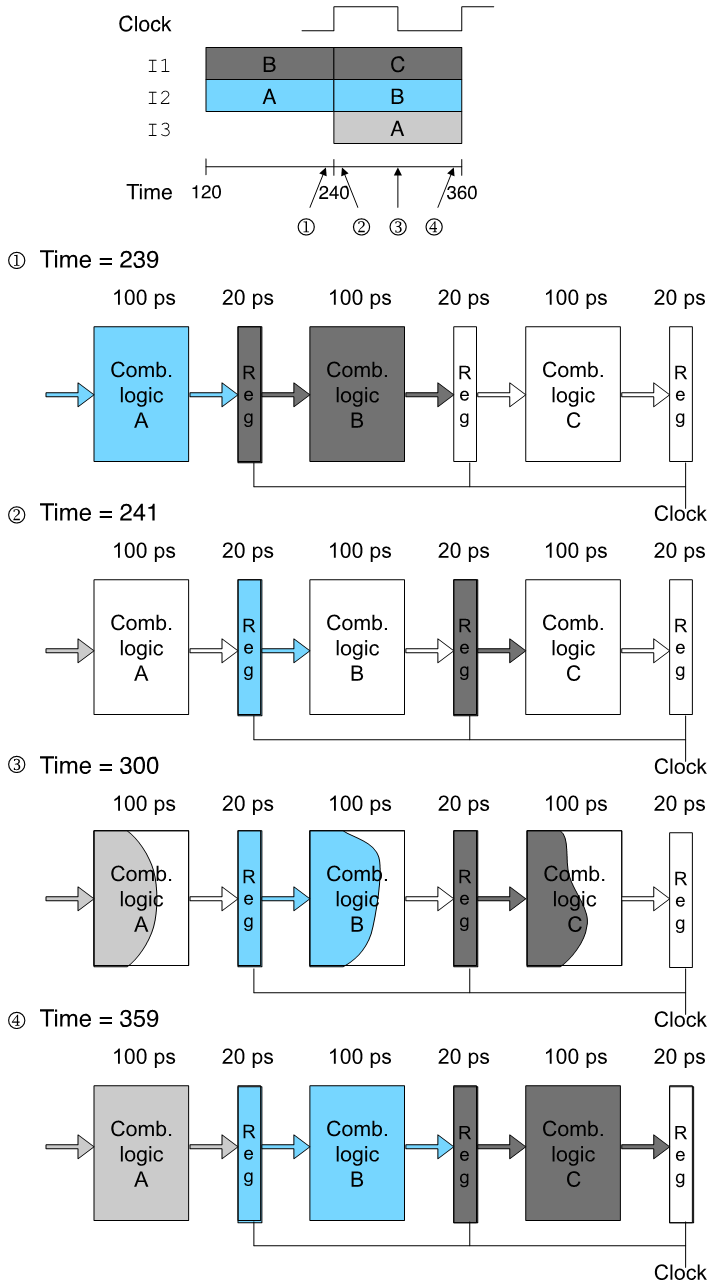 Clock
I1 B C
I2 A B
I3 A
Time 120 240 360
① ② ③ ④
① Time = 239
100 ps 20 ps 100 ps 20 ps 100 ps 20 ps
Comb. logic A
Reg
Comb. logic B
Reg
Comb. logic C
Reg
Clock
② Time = 241
100 ps 20 ps 100 ps 20 ps 100 ps 20 ps
Comb. logic A
Reg
Comb. logic B
Reg
Comb. logic C
Reg
Clock
③ Time = 300
100 ps 20 ps 100 ps 20 ps 100 ps 20 ps
Comb. logic A
Reg
Comb. logic B
Reg
Comb. logic C
Reg
Clock
④ Time = 359
100 ps 20 ps 100 ps 20 ps 100 ps 20 ps
Comb. logic A
Reg
Comb. logic B
Reg
Comb. logic C
Reg
Clock